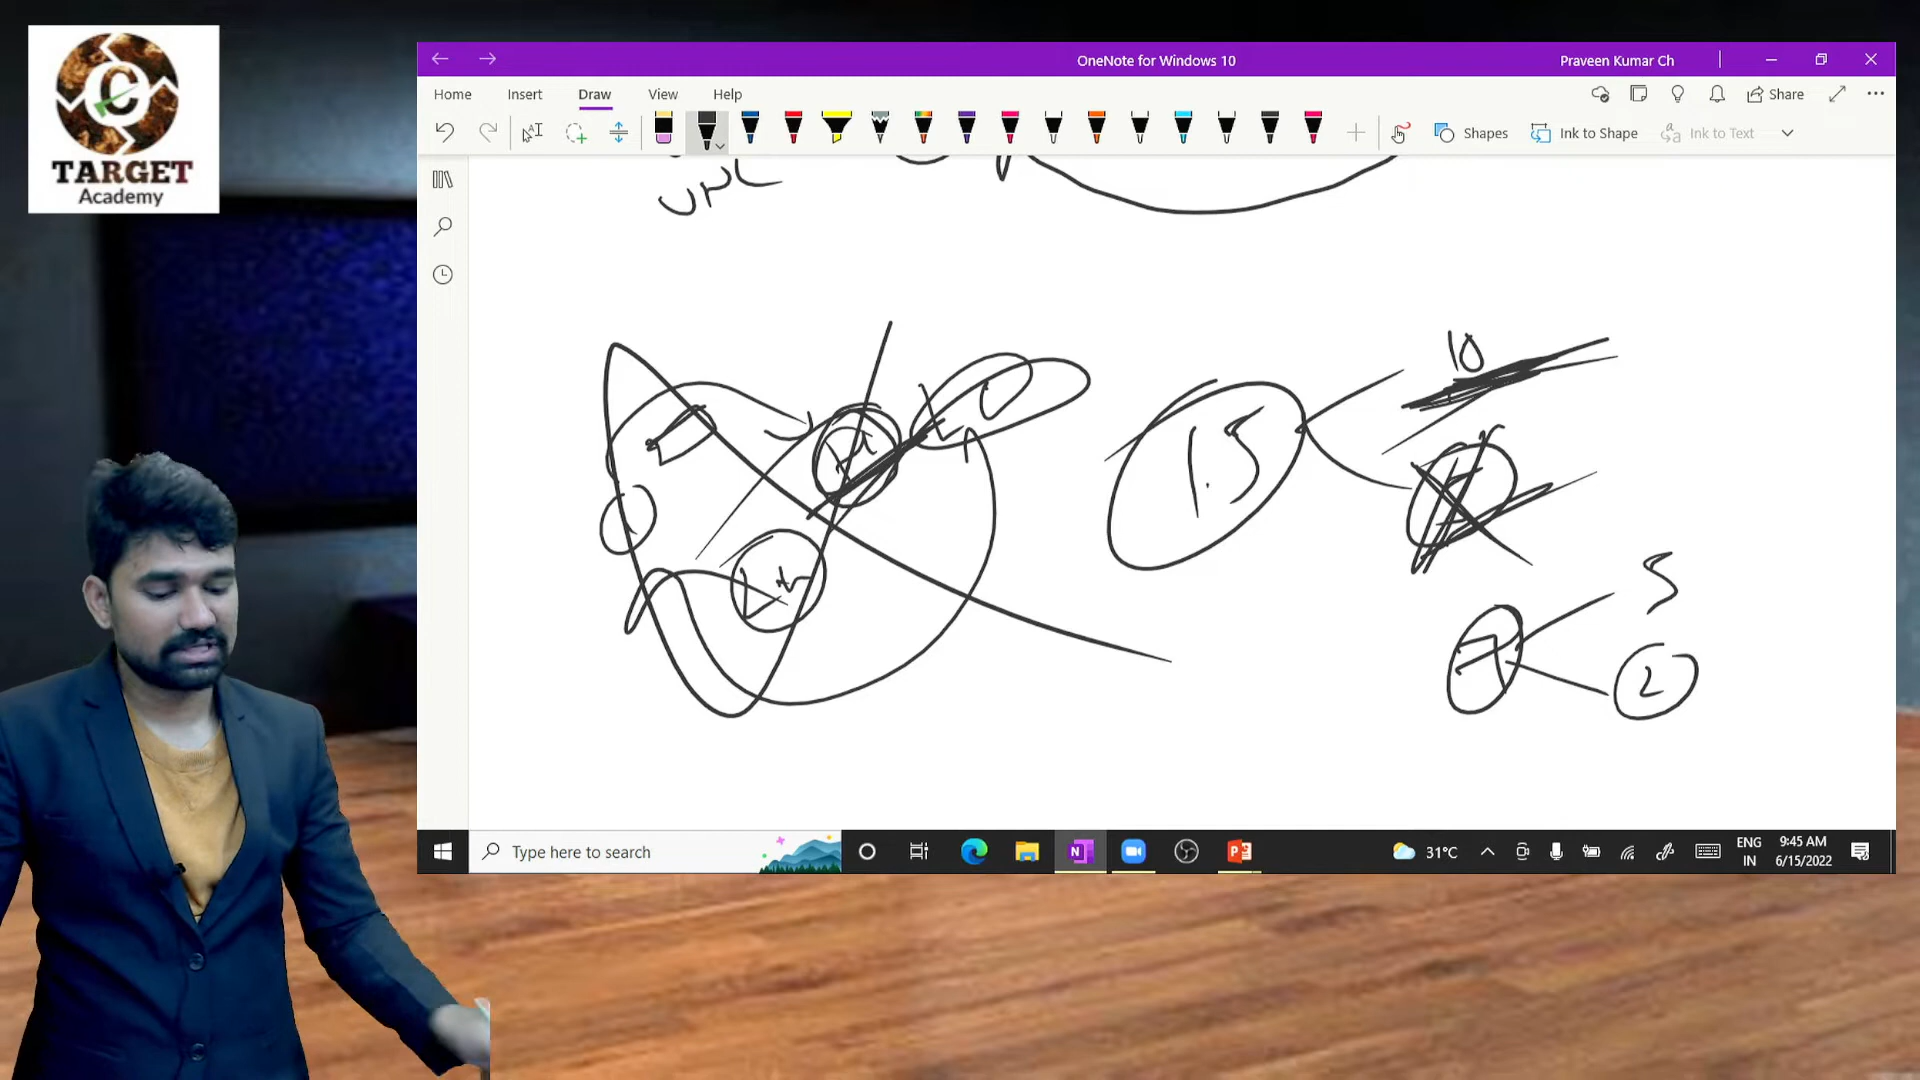 TARGET
Academy
OneNote for Windows 10
Praveen Kumar Ch
Home Insert Draw View Help
Share
Shapes Ink to Shape Ink to Text
10
15
5
7
2
Type here to search
31°C
ENG
IN
9:45 AM
6/15/2022